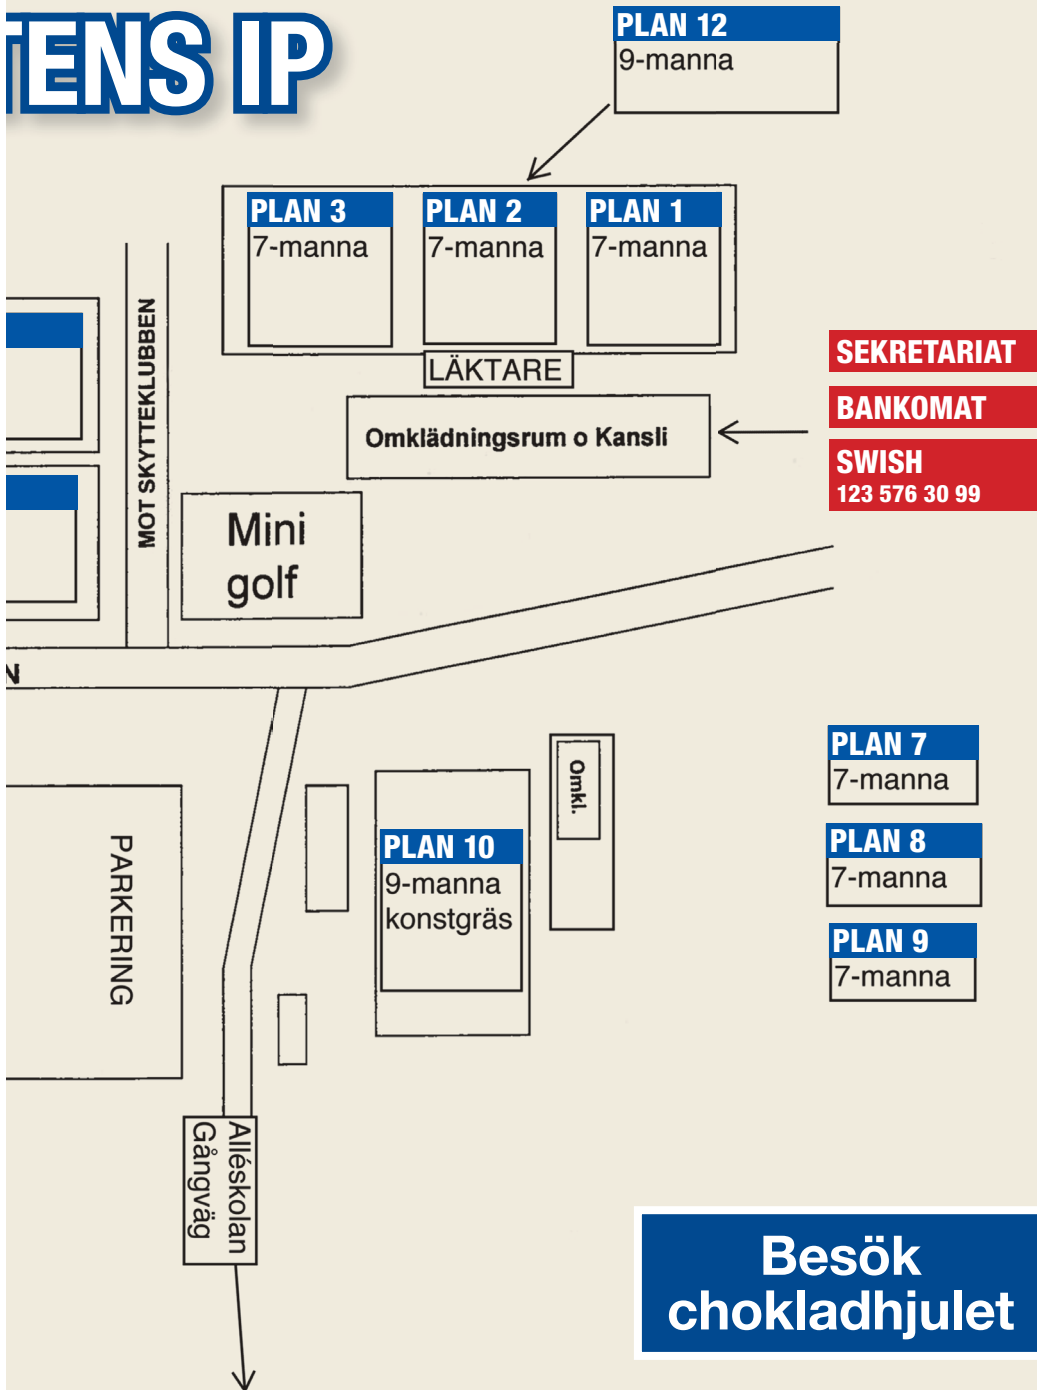 TENS IP
PLAN 12
9-manna
PLAN 3
7-manna
PLAN 2
7-manna
PLAN 1
7-manna
LÄKTARE
Omklädningsrum o Kansli
SEKRETARIAT
BANKOMAT
SWISH
123 576 30 99
MOT SKYTTEKLUBBEN
Mini
golf
N
PARKERING
PLAN 10
9-manna
konstgräs
Omkl.
PLAN 7
7-manna
PLAN 8
7-manna
PLAN 9
7-manna
Alléskolan
Gångväg
Besök
chokladhjulet